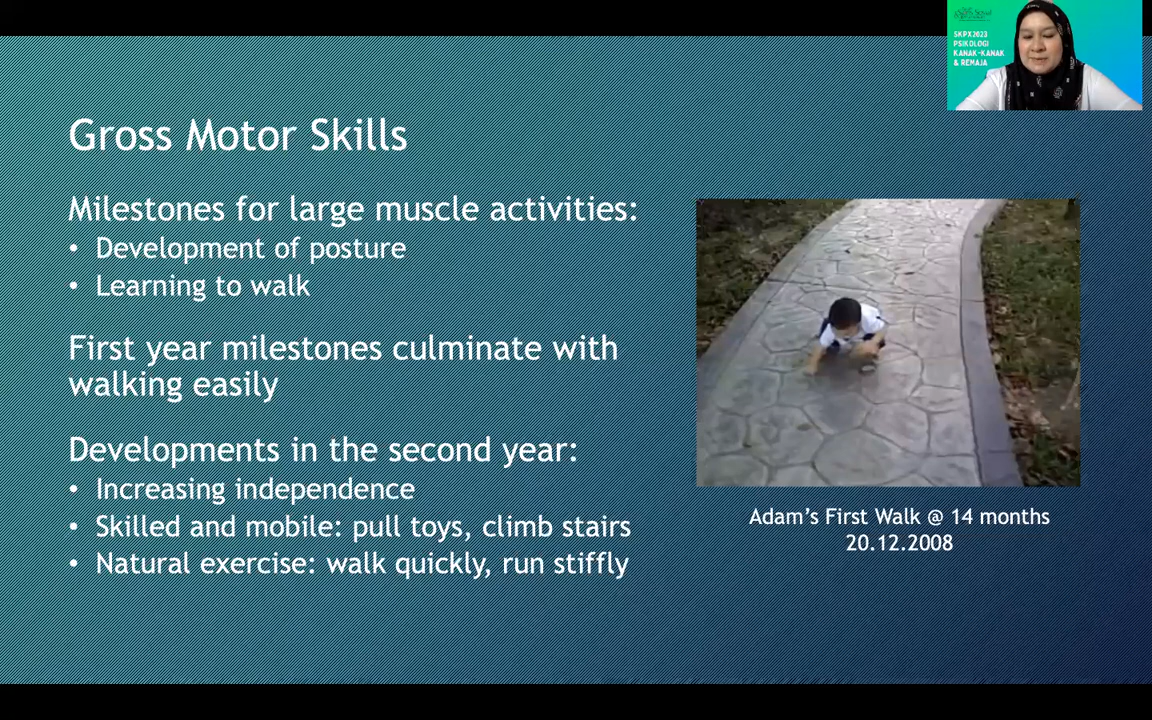 SKPX2023
PSIKOLOGI
KANAK-KANAK
& REMAJA
Gross Motor Skills
Milestones for large muscle activities:
• Development of posture
• Learning to walk
First year milestones culminate with
walking easily
Developments in the second year:
• Increasing independence
• Skilled and mobile: pull toys, climb stairs
• Natural exercise: walk quickly, run stiffly
Adam's First Walk @ 14 months
20.12.2008